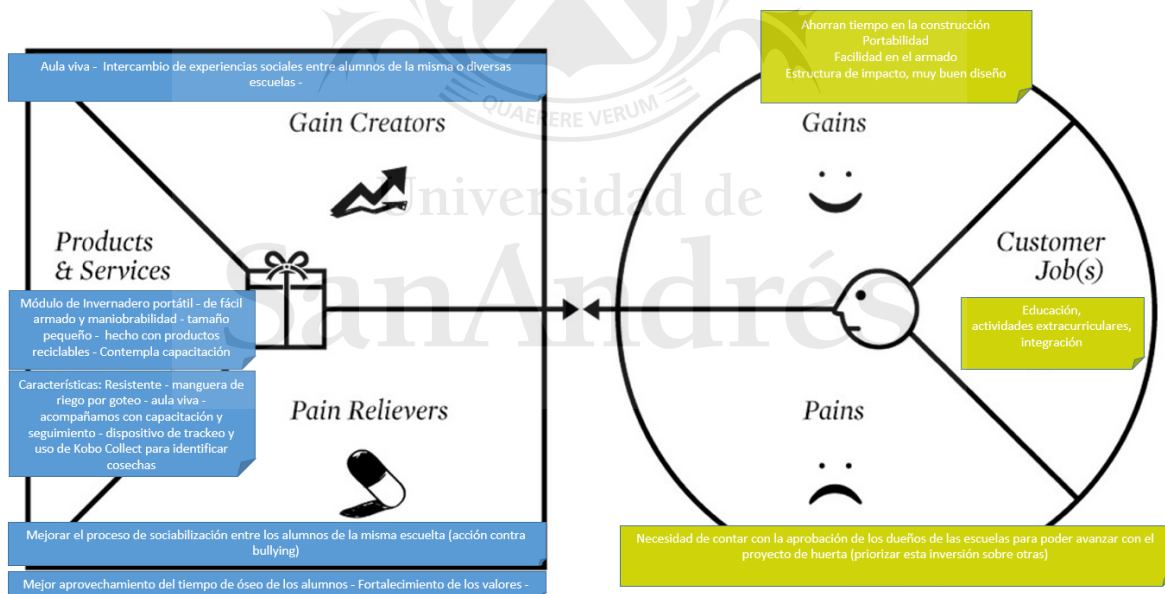 Aula viva - Intercambio de experiencias sociales entre alumnos de la misma o diversas
escuelas -
Gain Creators
Products
& Services
Módulo de Invernadero portátil - de fácil
armado y maniobrabilidad - tamaño
pequeño - hecho con productos
reciclables - Contempla capacitación
Características: Resistente - manguera de
riego por goteo - aula viva -
acompañamos con capacitación y
seguimiento - dispositivo de trackeo y
uso de Kobo Collect para identificar
cosechas
Pain Relievers
Mejorar el proceso de sociabilización entre los alumnos de la misma escuelta (acción contra
bullying)
Mejor aprovechamiento del tiempo de óseo de los alumnos - Fortalecimiento de los valores -
Ahorran tiempo en la construcción
Portabilidad
Facilidad en el armado
Estructura de impacto, muy buen diseño
Gains
Customer
Job(s)
Educación,
actividades extracurriculares,
integración
Pains
Necesidad de contar con la aprobación de los dueños de las escuelas para poder avanzar con el
proyecto de huerta (priorizar esta inversión sobre otras)
QUAERERE VERUM
Universidad de
SanAndrés